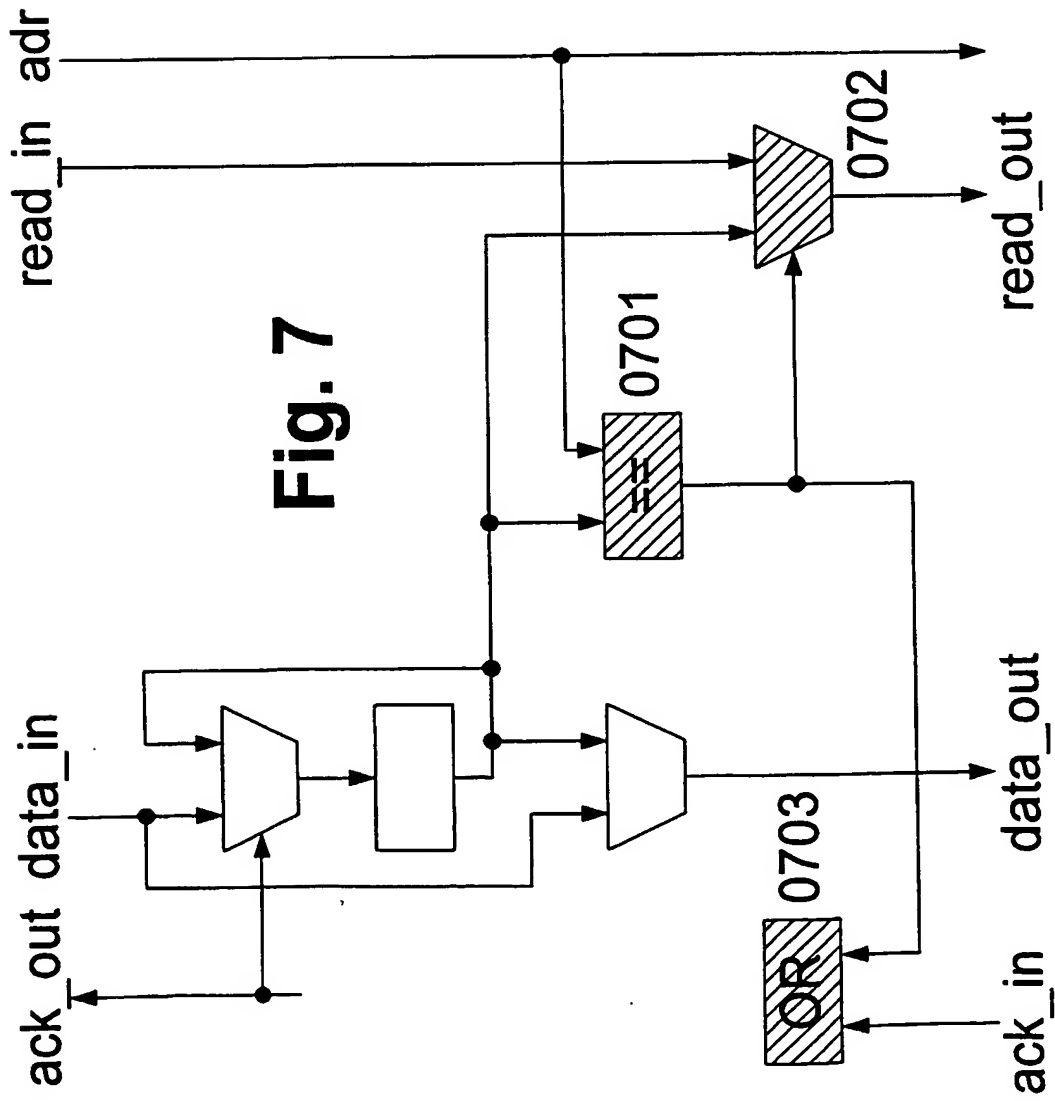 ack_out data_in read_in adr
Fig. 7
==
0701
0702
OR
0703
ack_in data_out read_out